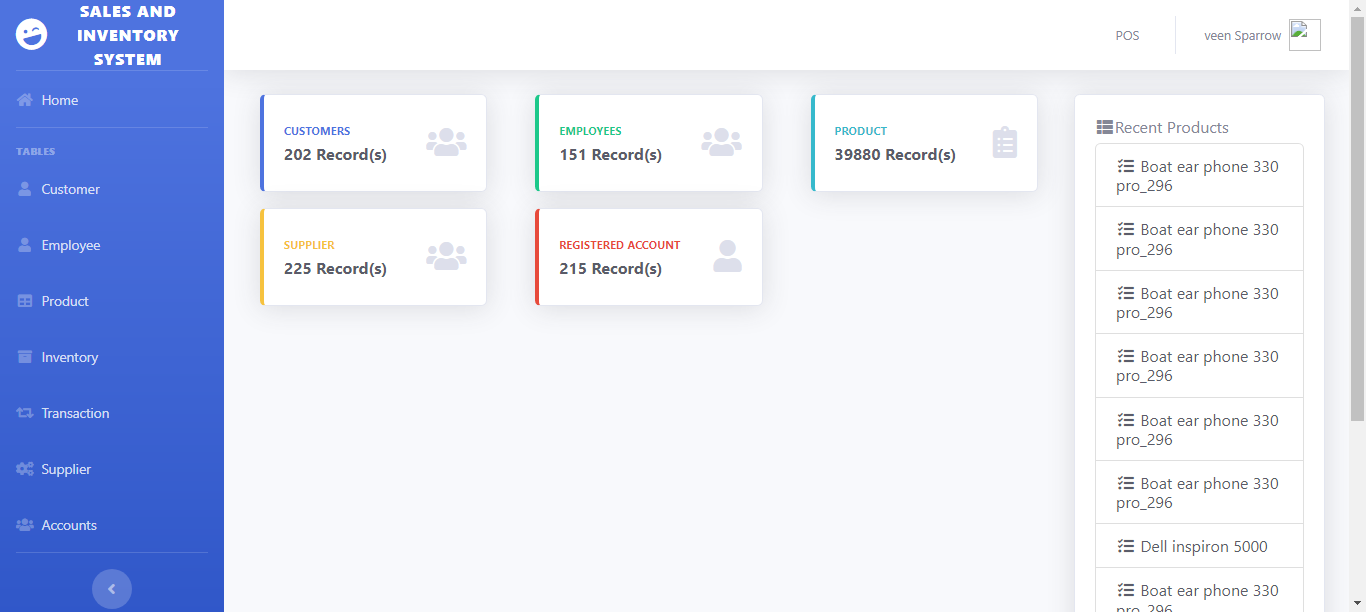 SALES AND
INVENTORY
SYSTEM
Home
TABLES
Customer
Employee
Product
Inventory
Transaction
Supplier
Accounts
POS
veen Sparrow
CUSTOMERS
202 Record(s)
EMPLOYEES
151 Record(s)
PRODUCT
39880 Record(s)
SUPPLIER
225 Record(s)
REGISTERED ACCOUNT
215 Record(s)
Recent Products
Boat ear phone 330
pro_296
Boat ear phone 330
pro_296
Boat ear phone 330
pro_296
Boat ear phone 330
pro_296
Boat ear phone 330
pro_296
Boat ear phone 330
pro_296
Dell inspiron 5000
Boat ear phone 330
pro_296